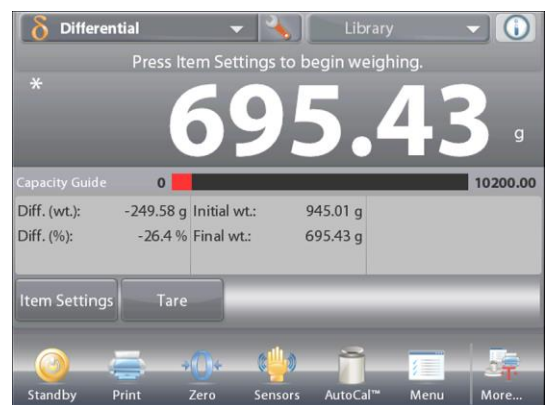 δ Differential Library
Press Item Settings to begin weighing.
*
695.43 g
Capacity Guide 0 10200.00
Diff. (wt.): -249.58 g Initial wt.: 945.01 g
Diff. (%): -26.4 % Final wt.: 695.43 g
Item Settings Tare
Standby Print Zero Sensors AutoCal™ Menu More...